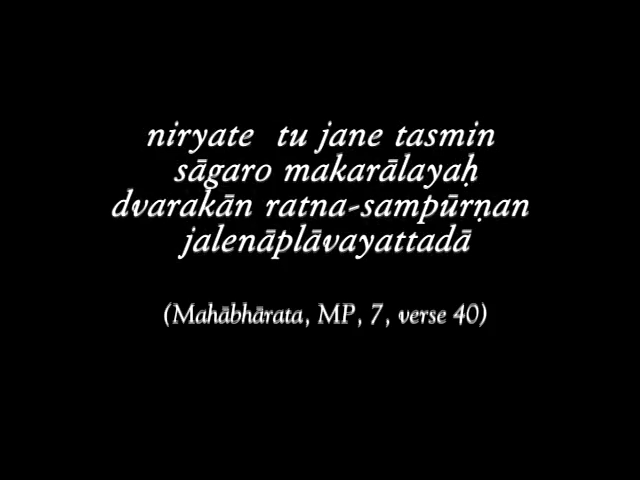 niryate tu jane tasmin
sāgaro makarālayaḥ
dvarakān ratna-sampūrṇan
jalenāplāvayattadā
(Mahābhārata, MP, 7, verse 40)